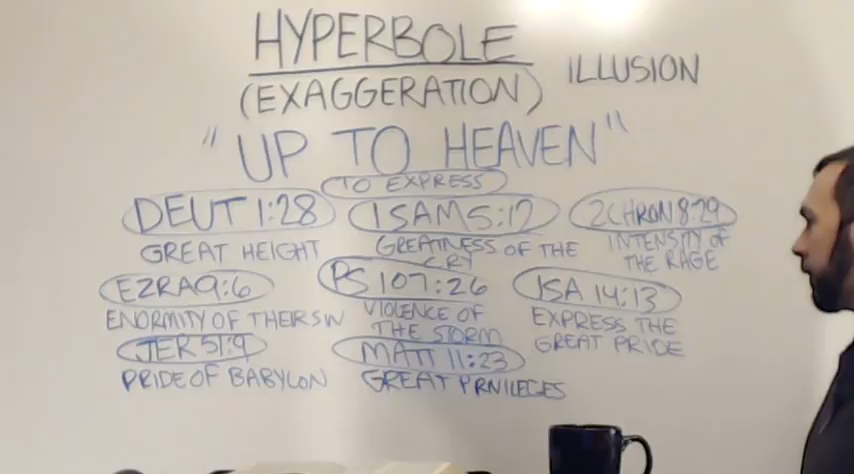 HYPERBOLE
(EXAGGERATION)
ILLUSION
"UP TO HEAVEN"
TO EXPRESS
DEUT 1:28
GREAT HEIGHT
1 SAM 5:12
GREATNESS OF THE
CRY
2 CHRON 8:29
INTENSITY OF
THE RAGE
EZRA 9:6
ENORMITY OF THEIR SIN
PS 107:26
VIOLENCE OF
THE STORM
ISA 14:13
EXPRESS THE
GREAT PRIDE
JER 51:9
PRIDE OF BABYLON
MATT 11:23
GREAT PRIVILEGES